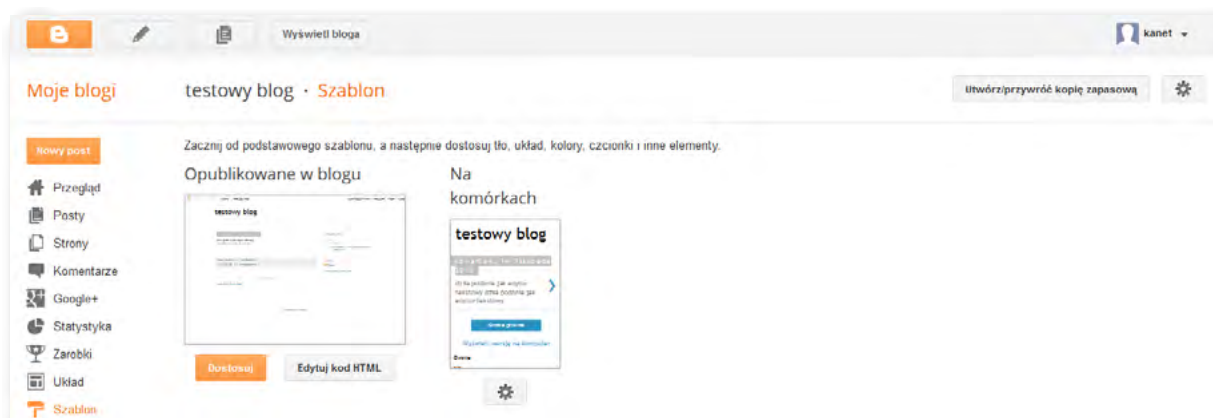 Wyświetl bloga
kanet
Moje blogi
testowy blog · Szablon
Utwórz/przywróć kopię zapasową
Nowy post
Przegląd
Posty
Strony
Komentarze
Google+
Statystyka
Zarobki
Układ
Szablon
Zacznij od podstawowego szablonu, a następnie dostosuj tło, układ, kolory, czcionki i inne elementy.
Opublikowane w blogu
testowy blog
Dostosuj
Edytuj kod HTML
Na
komórkach
testowy blog
Strona główna